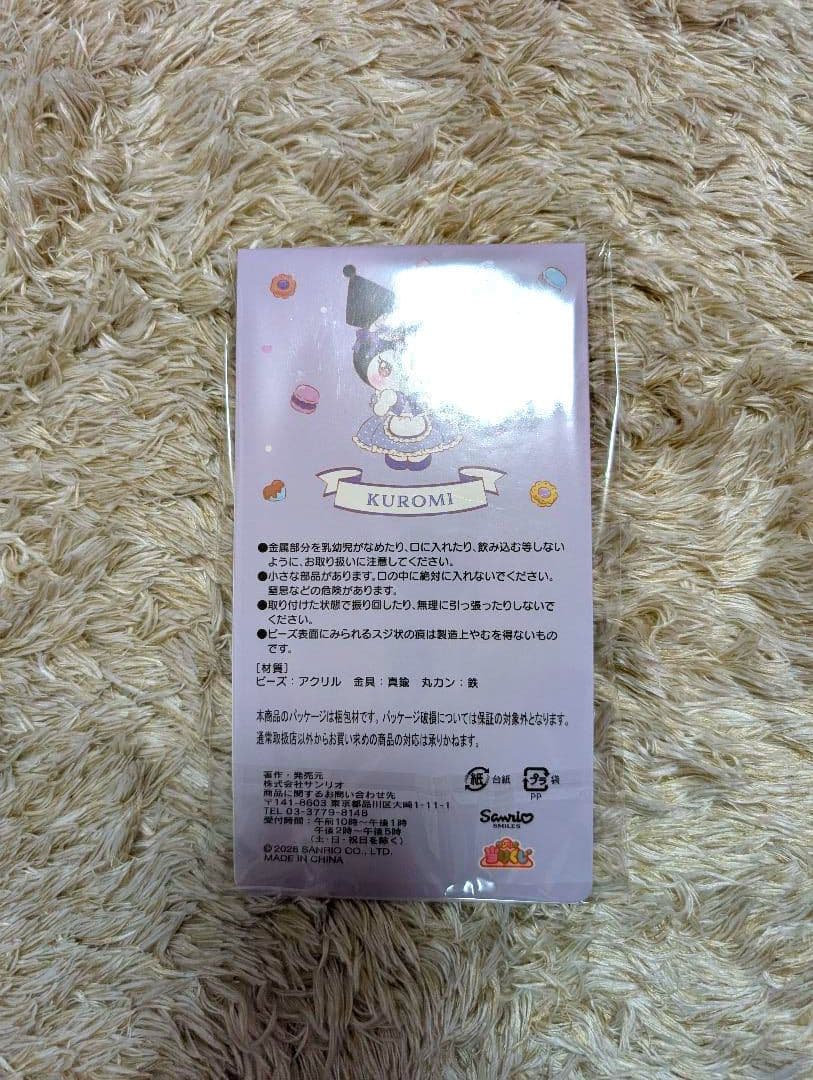 KUROMI
●金属部分を乳幼児がなめたり、口に入れたり、飲み込む等しない
ように、お取り扱いに注意してください。
●小さな部品があります。口の中に絶対に入れないでください。
窒息などの危険があります。
●取り付けた状態で振り回したり、無理に引っ張ったりしないで
ください。
●ビーズ表面にみられるスジ状の痕は製造上やむを得ないもの
です。
[材質]
ビーズ：アクリル 金具：真鍮 丸カン：鉄
本商品のパッケージは梱包材です。パッケージ破損については保証の対象外となります。
通常取扱店以外からお買い求めの商品の対応は承りかねます。
著作・発売元
株式会社サンリオ
商品に関するお問い合わせ先
〒141-8603 東京都品川区大崎1-11-1
TEL 03-3779-8148
受付時間：午前10時〜午後1時
午後2時〜午後5時
（土・日・祝日を除く）
© 2026 SANRIO CO., LTD.
MADE IN CHINA
紙 台紙
プラ 袋
PP
Sanrio
SMILES
当りくじ